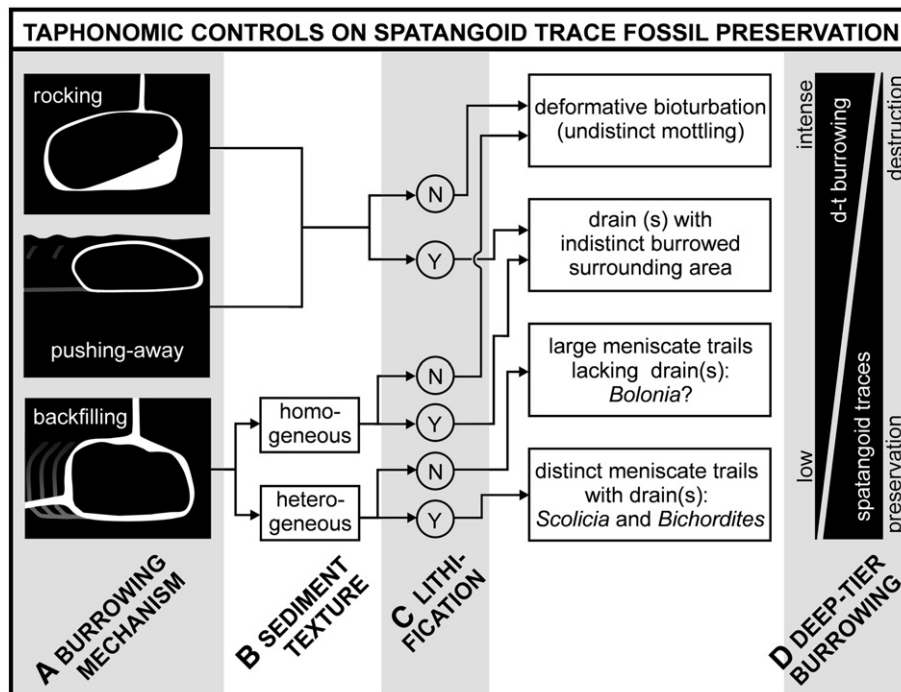 TAPHONOMIC CONTROLS ON SPATANGOID TRACE FOSSIL PRESERVATION
rocking
pushing-away
backfilling
homo-
geneous
heterogeneous
hetero-
geneous
N
Y
N
Y
N
Y
deformative bioturbation
(undistinct mottling)
drain (s) with
indistinct burrowed
surrounding area
large meniscate trails
lacking drain(s):
Bolonia?
distinct meniscate trails
with drain(s):
Scolicia and Bichordites
intense
low
d-t burrowing
spatangoid traces
destruction
preservation
A BURROWING
MECHANISM
B SEDIMENT
TEXTURE
C LITHI-
FICATION
D DEEP-TIER
BURROWING